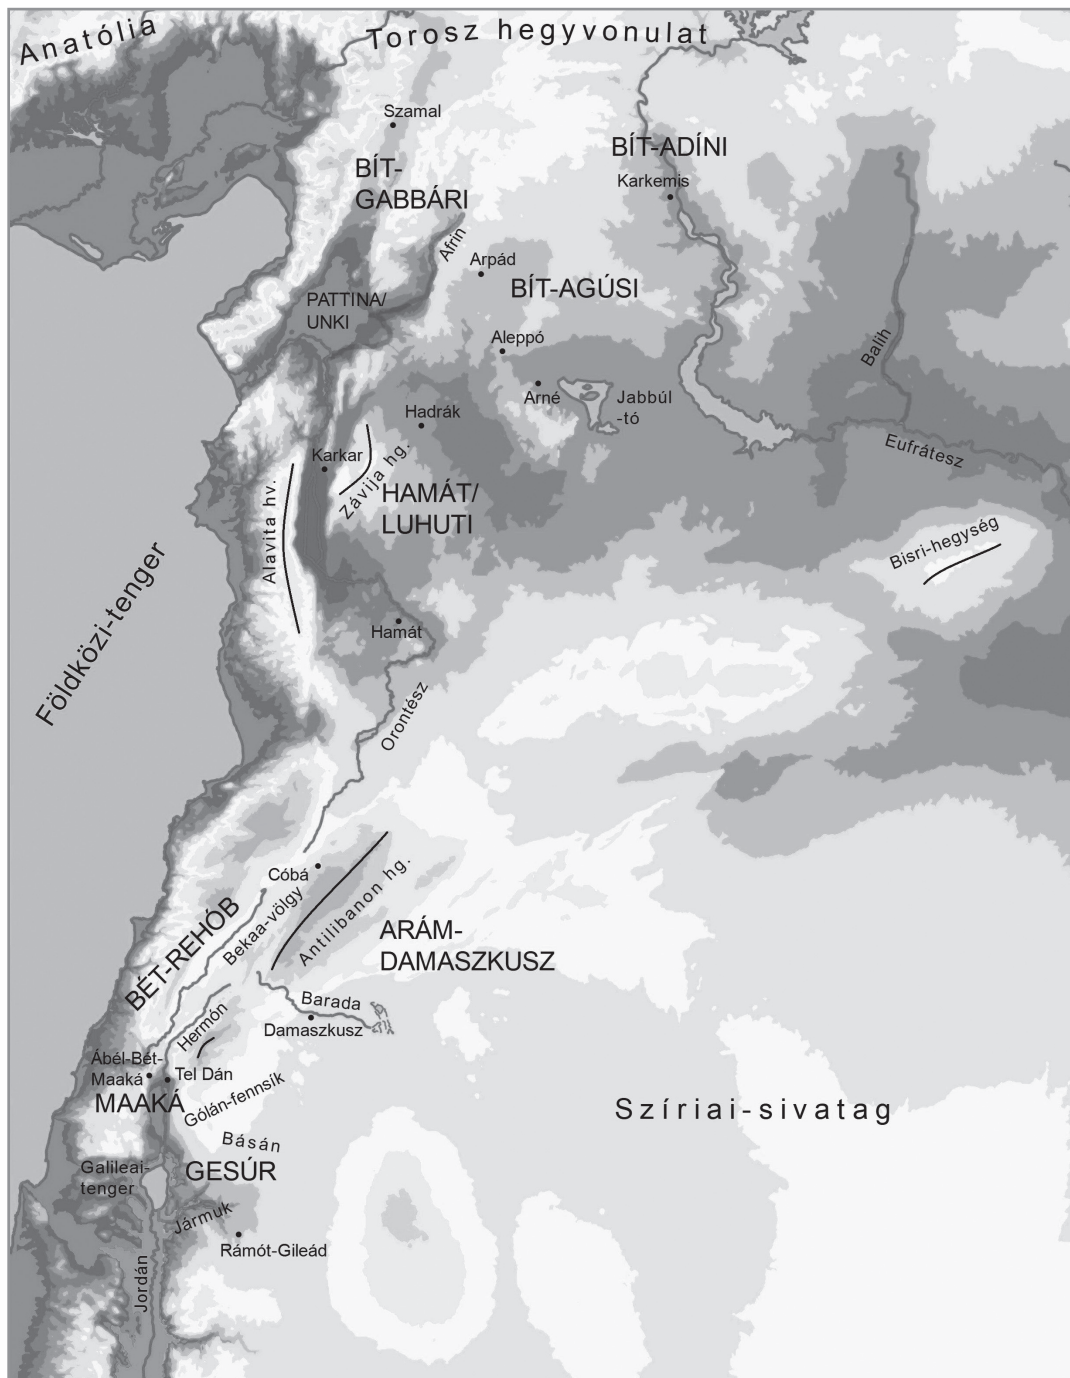 Anatólia
Torosz hegyvonulat
Szamal
BÍT-
GABBÁRI
BÍT-ADÍNI
Karkemis
Afrin
Arpád
BÍT-AGÚSI
PATTINA/
UNKI
Aleppó
Arné
Jabbúl
-tó
Balih
Hadrák
Karkar
Závija hg.
HAMÁT/
LUHUTI
Eufrátesz
Alavita hv.
Bisri-hegység
Földközi-tenger
Hamát
Orontész
Cóbá
Bekaa-völgy
Antilibanon hg.
BÉT-REHÓB
ARÁM-
DAMASZKUSZ
Barada
Damaszkusz
Hermón
Ábél-Bét-
Maaká
Tel Dán
MAAKÁ
Gólán-fennsík
Szíriai-sivatag
Básán
Galileai-
tenger
GESÚR
Jármuk
Rámót-Gileád
Jordán